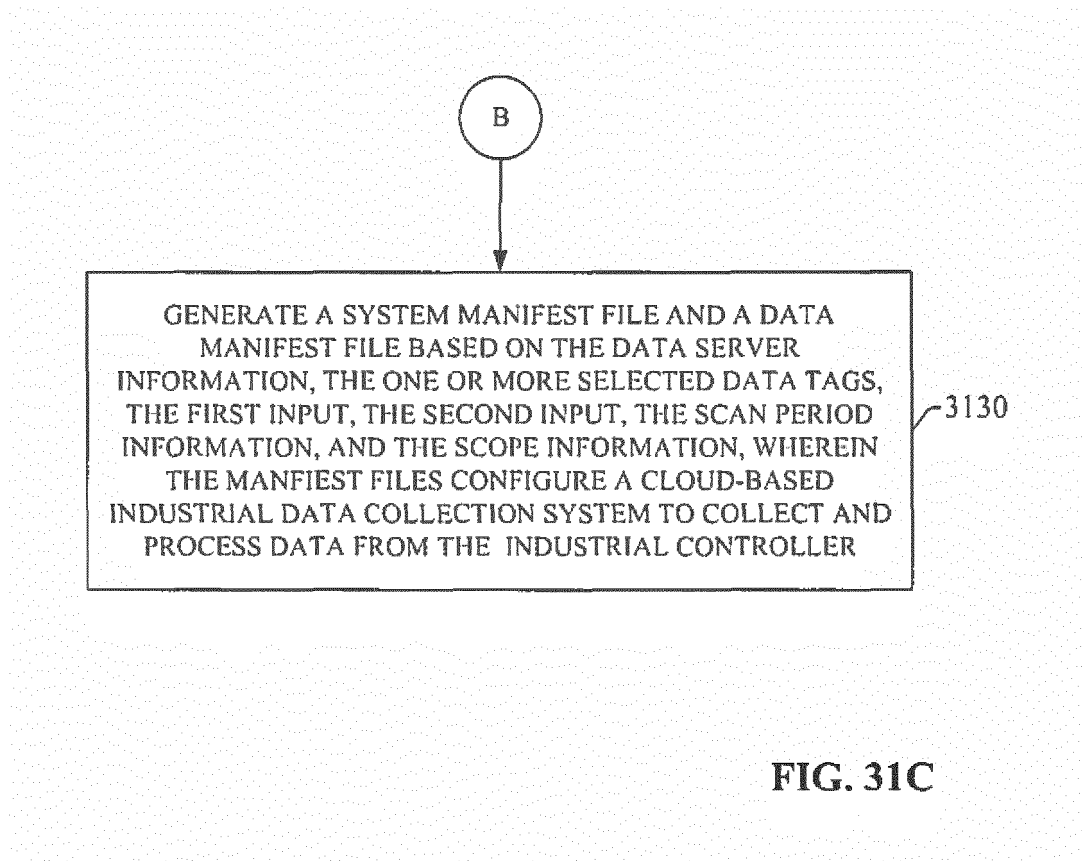 B
GENERATE A SYSTEM MANIFEST FILE AND A DATA
MANIFEST FILE BASED ON THE DATA SERVER
INFORMATION, THE ONE OR MORE SELECTED DATA TAGS,
THE FIRST INPUT, THE SECOND INPUT, THE SCAN PERIOD
INFORMATION, AND THE SCOPE INFORMATION, WHEREIN
THE MANFIEST FILES CONFIGURE A CLOUD-BASED
INDUSTRIAL DATA COLLECTION SYSTEM TO COLLECT AND
PROCESS DATA FROM THE INDUSTRIAL CONTROLLER
3130
FIG. 31C